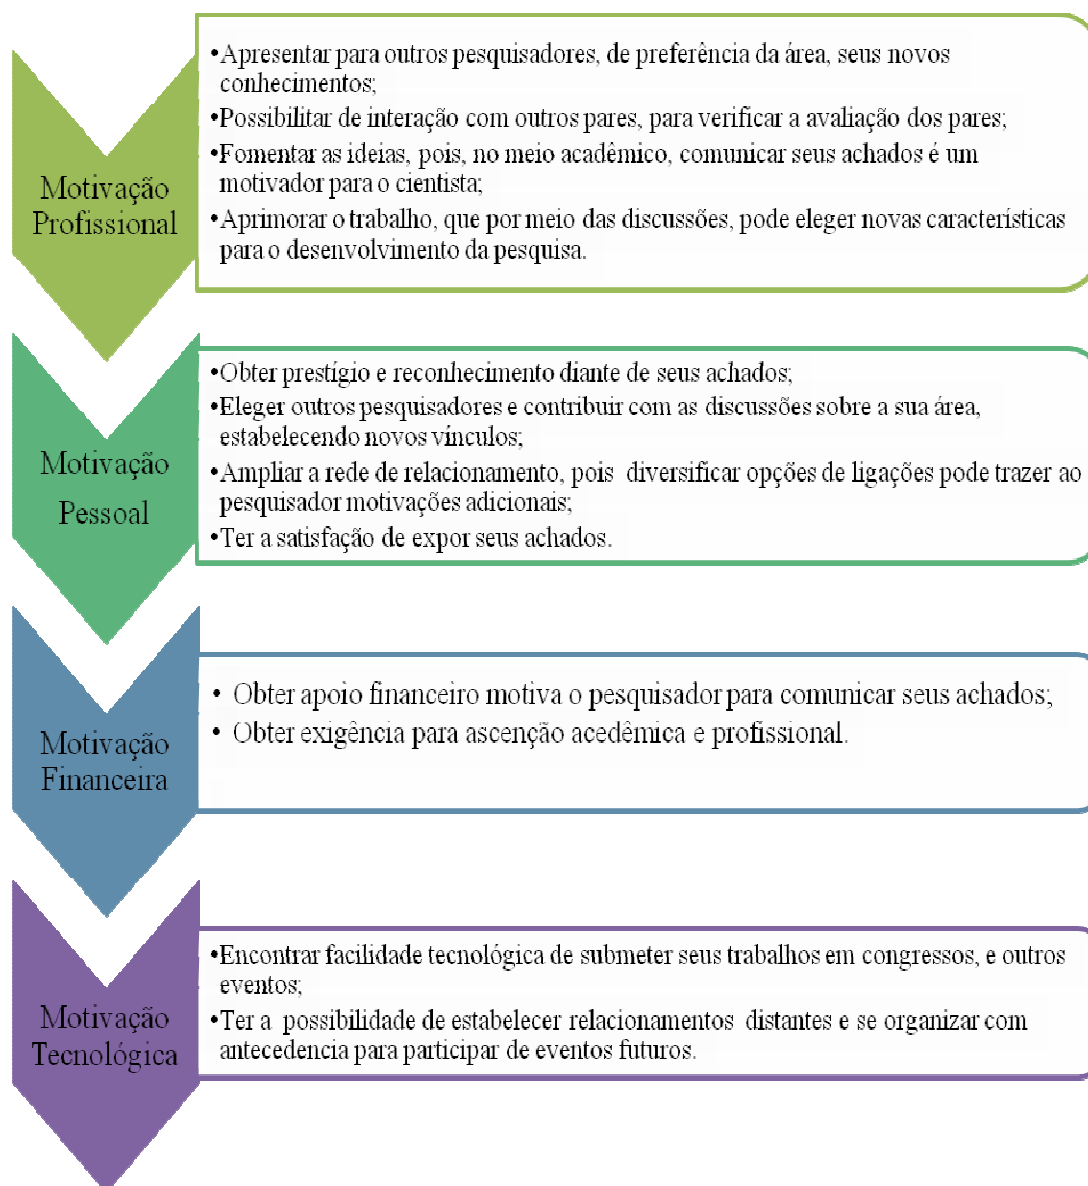 Motivação
Profissional
•Apresentar para outros pesquisadores, de preferência da área, seus novos
conhecimentos;
•Possibilitar de interação com outros pares, para verificar a avaliação dos pares;
•Fomentar as ideias, pois, no meio acadêmico, comunicar seus achados é um
motivador para o cientista;
•Aprimorar o trabalho, que por meio das discussões, pode eleger novas características
para o desenvolvimento da pesquisa.
Motivação
Pessoal
•Obter prestígio e reconhecimento diante de seus achados;
•Eleger outros pesquisadores e contribuir com as discussões sobre a sua área,
estabelecendo novos vínculos;
•Ampliar a rede de relacionamento, pois diversificar opções de ligações pode trazer ao
pesquisador motivações adicionais;
•Ter a satisfação de expor seus achados.
Motivação
Financeira
• Obter apoio financeiro motiva o pesquisador para comunicar seus achados;
• Obter exigência para ascenção acedêmica e profissional.
Motivação
Tecnológica
•Encontrar facilidade tecnológica de submeter seus trabalhos em congressos, e outros
eventos;
•Ter a possibilidade de estabelecer relacionamentos distantes e se organizar com
antecedencia para participar de eventos futuros.